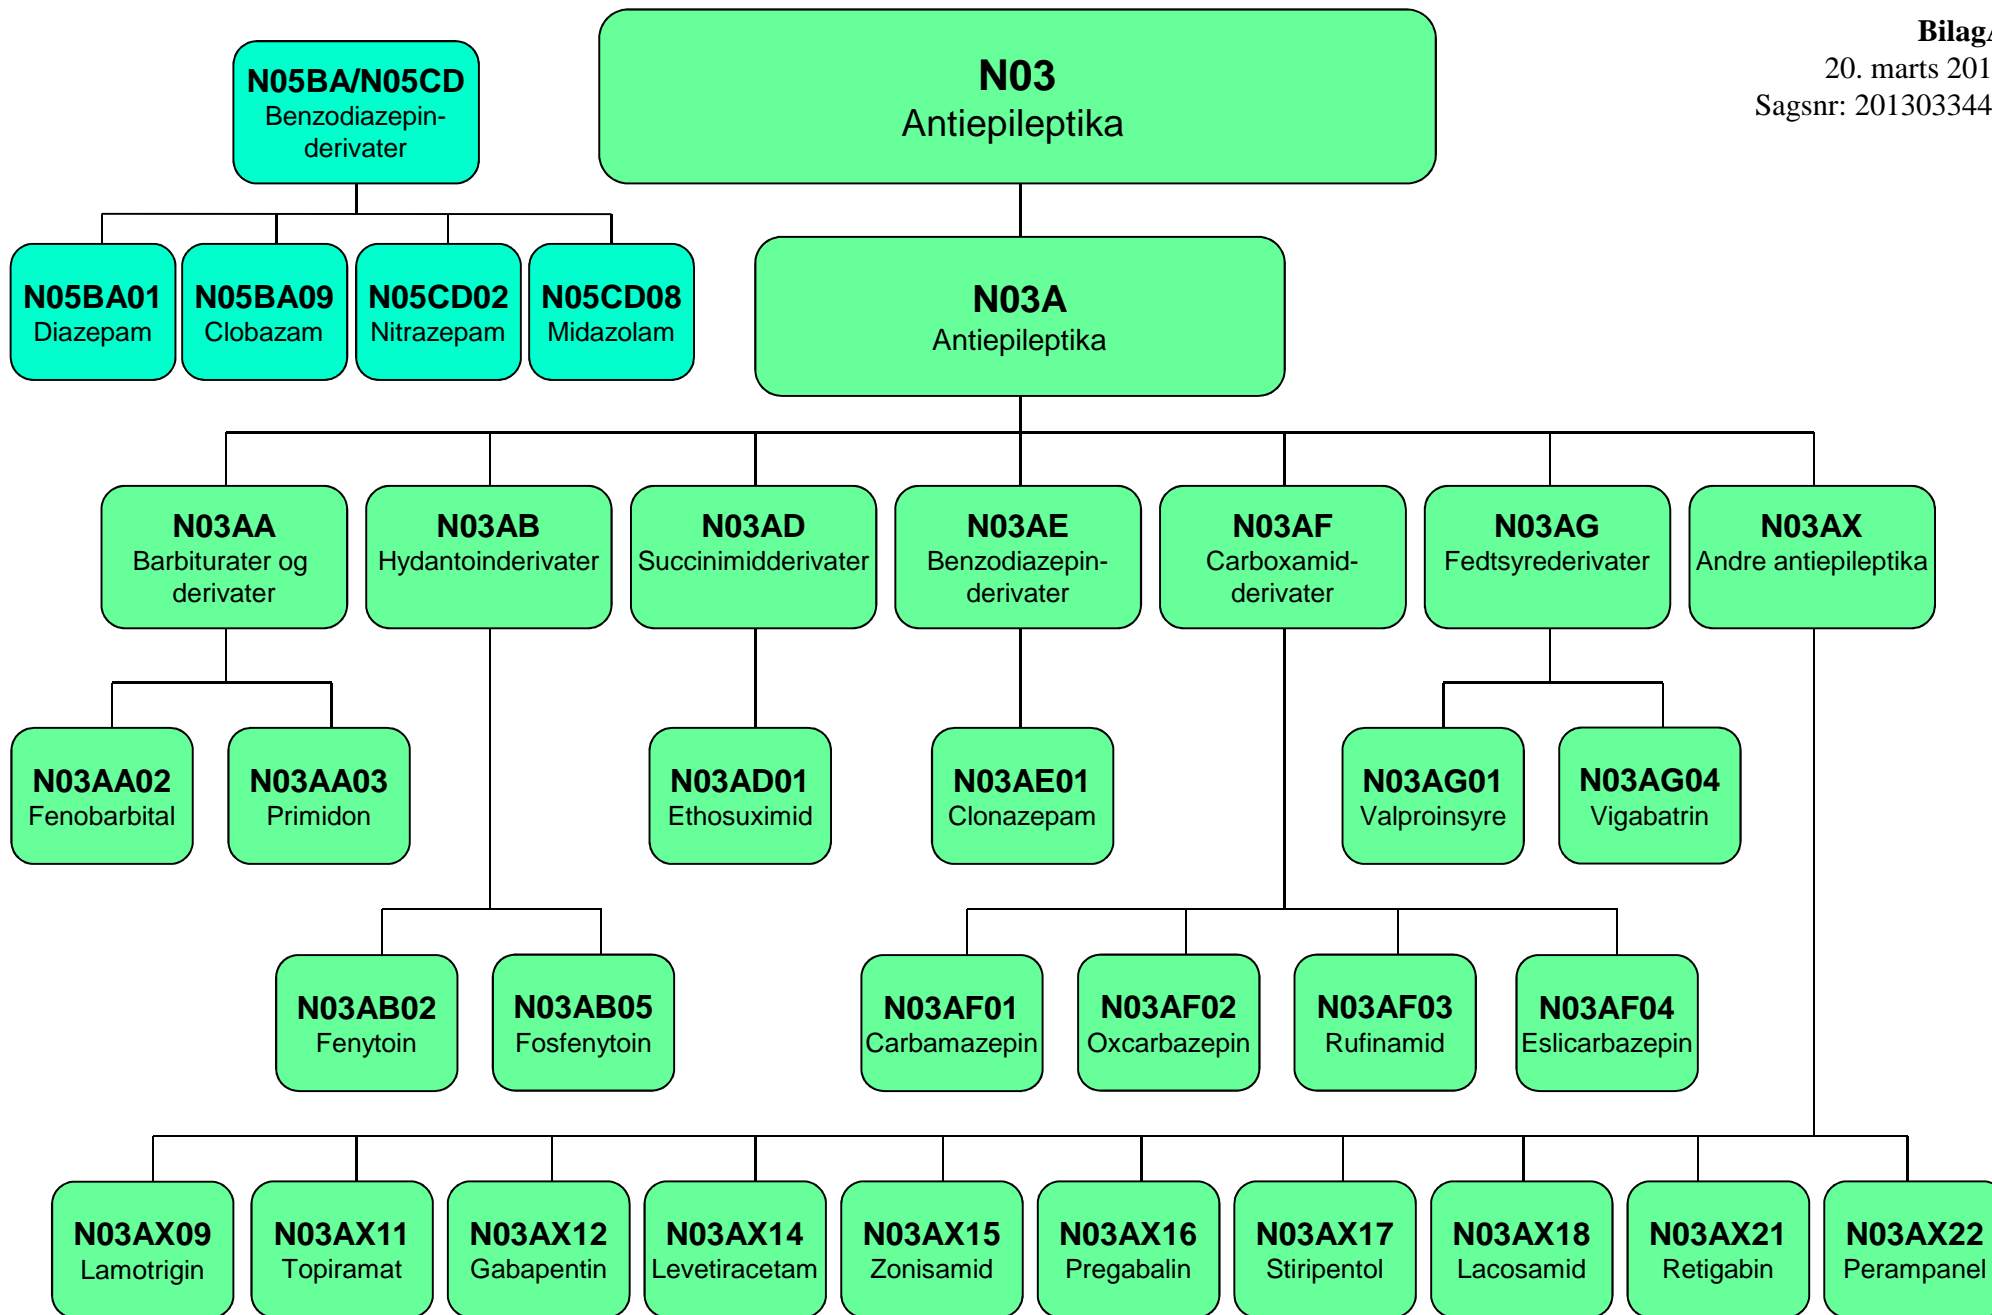 Bilag
20. marts 201
Sagsnr: 201303344
N05BA/N05CD
Benzodiazepin-
derivater
N03
Antiepileptika
N05BA01
Diazepam
N05BA09
Clobazam
N05CD02
Nitrazepam
N05CD08
Midazolam
N03A
Antiepileptika
N03AA
Barbiturater og
derivater
N03AB
Hydantoinderivater
N03AD
Succinimidderivater
N03AE
Benzodiazepin-
derivater
N03AF
Carboxamid-
derivater
N03AG
Fedtsyrederivater
N03AX
Andre antiepileptika
N03AA02
Fenobarbital
N03AA03
Primidon
N03AD01
Ethosuximid
N03AE01
Clonazepam
N03AG01
Valproinsyre
N03AG04
Vigabatrin
N03AB02
Fenytoin
N03AB05
Fosfenytoin
N03AF01
Carbamazepin
N03AF02
Oxcarbazepin
N03AF03
Rufinamid
N03AF04
Eslicarbazepin
N03AX09
Lamotrigin
N03AX11
Topiramat
N03AX12
Gabapentin
N03AX14
Levetiracetam
N03AX15
Zonisamid
N03AX16
Pregabalin
N03AX17
Stiripentol
N03AX18
Lacosamid
N03AX21
Retigabin
N03AX22
Perampanel